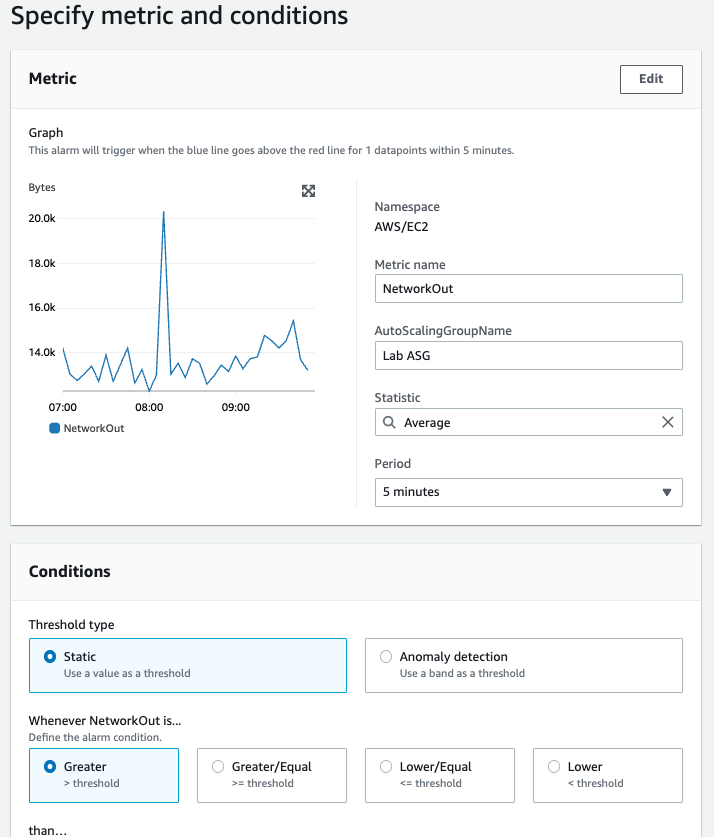 Specify metric and conditions
Metric
Edit
Graph
This alarm will trigger when the blue line goes above the red line for 1 datapoints within 5 minutes.
Bytes
20.0k
18.0k
16.0k
14.0k
07:00 08:00 09:00
NetworkOut
Namespace
AWS/EC2
Metric name
NetworkOut
AutoScalingGroupName
Lab ASG
Statistic
Average
Period
5 minutes
Conditions
Threshold type
Static
Use a value as a threshold
Anomaly detection
Use a band as a threshold
Whenever NetworkOut is...
Define the alarm condition.
Greater
> threshold
Greater/Equal
>= threshold
Lower/Equal
<= threshold
Lower
< threshold
than...